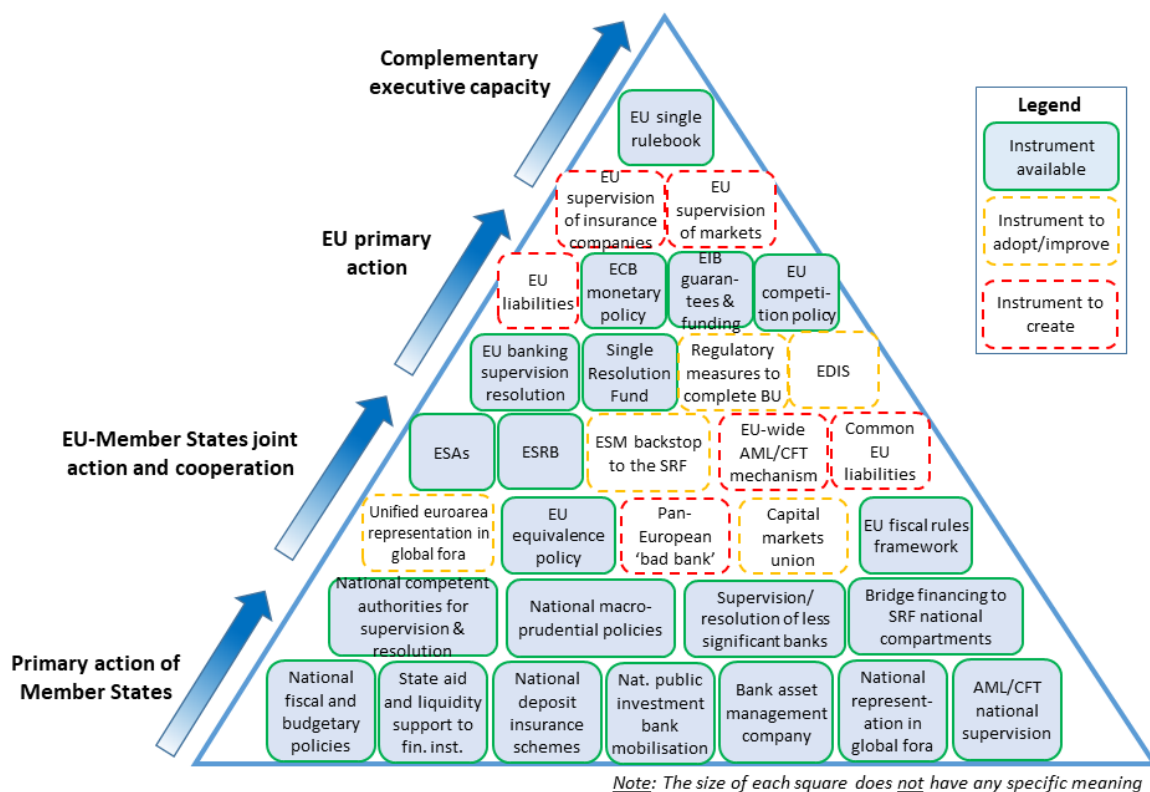 Complementary
executive capacity
EU single
rulebook
Legend
Instrument
available
Instrument to
adopt/improve
Instrument to
create
EU
supervision
of insurance
companies
EU
supervision
of markets
EU primary
action
EU
liabilities
ECB
monetary
policy
EIB
guaran-
tees &
funding
EU
competi-
tion policy
EU banking
supervision
resolution
Single
Resolution
Fund
Regulatory
measures to
complete BU
EDIS
EU-Member States joint
action and cooperation
ESAs
ESRB
ESM backstop
to the SRF
EU-wide
AML/CFT
mechanism
Common
EU
liabilities
Unified euroarea
representation in
global fora
EU
equivalence
policy
Pan-
European
‘bad bank’
Capital
markets
union
EU fiscal rules
framework
National competent
authorities for
supervision &
resolution
National macro-
prudential policies
Supervision/
resolution of less
significant banks
Bridge financing to
SRF national
compartments
Primary action of
Member States
National
fiscal and
budgetary
policies
State aid
and liquidity
support to
fin. inst.
National
deposit
insurance
schemes
Nat. public
investment
bank
mobilisation
Bank asset
management
company
National
represent-
ation in
global fora
AML/CFT
national
supervision
Note: The size of each square does not have any specific meaning